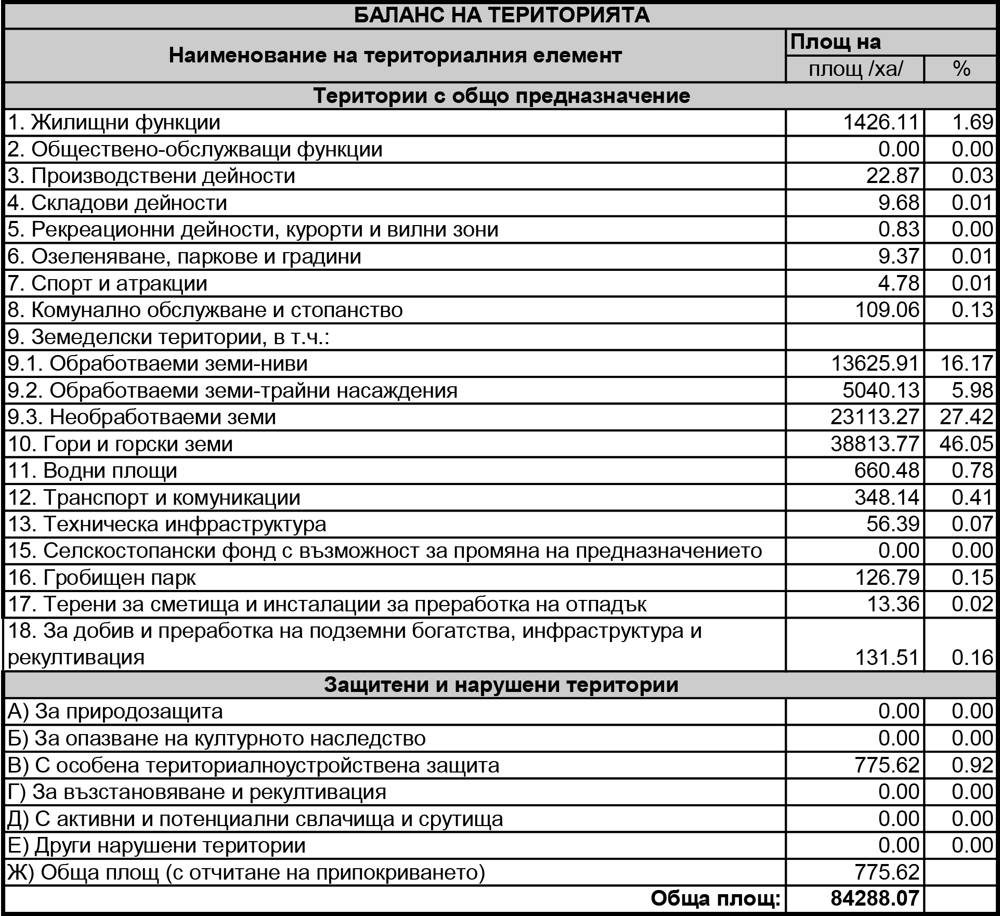 БАЛАНС НА ТЕРИТОРИЯТА
Наименование на териториалния елемент Площ на
площ /ха/ %
Територии с общо предназначение
1. Жилищни функции 1426.11 1.69
2. Обществено-обслужващи функции 0.00 0.00
3. Производствени дейности 22.87 0.03
4. Складови дейности 9.68 0.01
5. Рекреационни дейности, курорти и вилни зони 0.83 0.00
6. Озеленяване, паркове и градини 9.37 0.01
7. Спорт и атракции 4.78 0.01
8. Комунално обслужване и стопанство 109.06 0.13
9. Земеделски територии, в т.ч.:
9.1. Обработваеми земи-ниви 13625.91 16.17
9.2. Обработваеми земи-трайни насаждения 5040.13 5.98
9.3. Необработваеми земи 23113.27 27.42
10. Гори и горски земи 38813.77 46.05
11. Водни площи 660.48 0.78
12. Транспорт и комуникации 348.14 0.41
13. Техническа инфраструктура 56.39 0.07
15. Селскостопански фонд с възможност за промяна на предназначението 0.00 0.00
16. Гробищен парк 126.79 0.15
17. Терени за сметища и инсталации за преработка на отпадък 13.36 0.02
18. За добив и преработка на подземни богатства, инфраструктура и
рекултивация 131.51 0.16
Защитени и нарушени територии
А) За природозащита 0.00 0.00
Б) За опазване на културното наследство 0.00 0.00
В) С особена териториалноустройствена защита 775.62 0.92
Г) За възстановяване и рекултивация 0.00 0.00
Д) С активни и потенциални свлачища и срутища 0.00 0.00
Е) Други нарушени територии 0.00 0.00
Ж) Обща площ (с отчитане на припокриването) 775.62
Обща площ: 84288.07